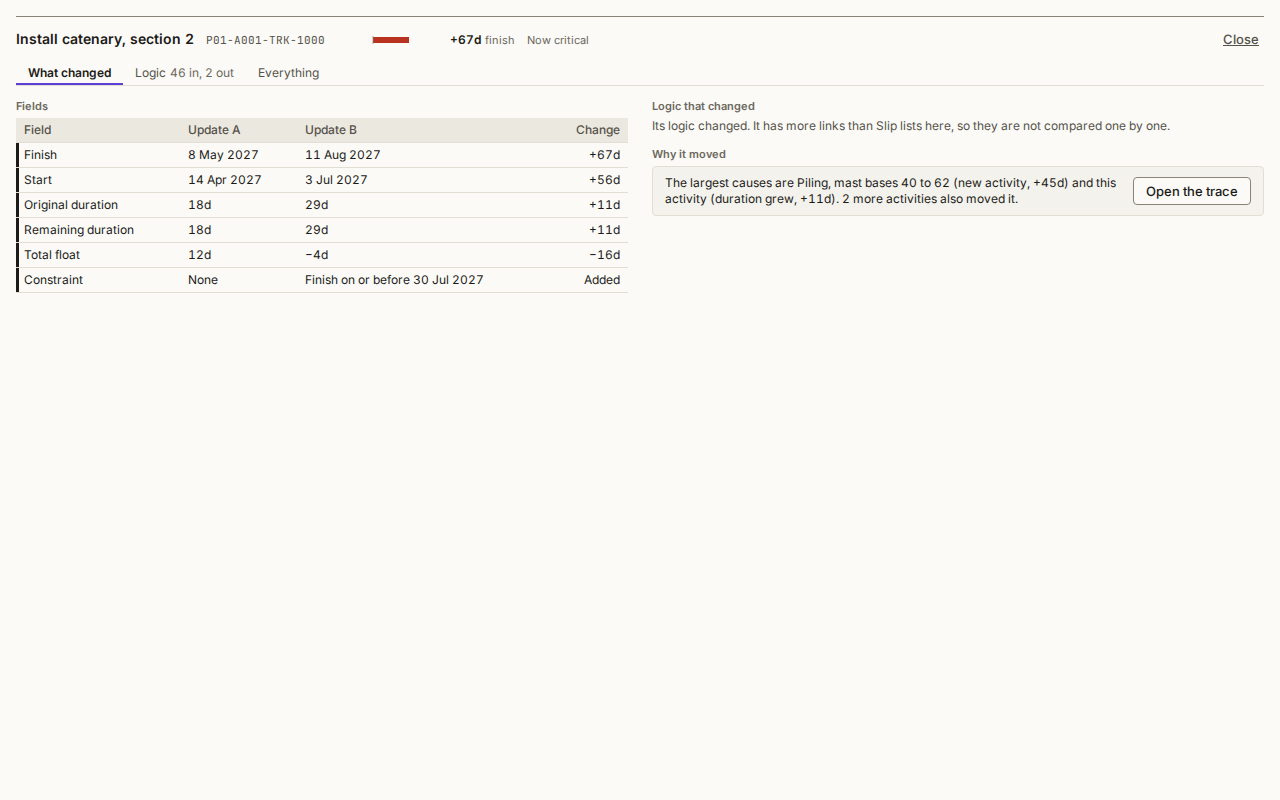 Install catenary, section 2 P01-A001-TRK-1000 +67d finish Now critical Close
What changed Logic 46 in, 2 out Everything
Fields
Field Update A Update B Change
Finish 8 May 2027 11 Aug 2027 +67d
Start 14 Apr 2027 3 Jul 2027 +56d
Original duration 18d 29d +11d
Remaining duration 18d 29d +11d
Total float 12d −4d −16d
Constraint None Finish on or before 30 Jul 2027 Added
Logic that changed
Its logic changed. It has more links than Slip lists here, so they are not compared one by one.
Why it moved
The largest causes are Piling, mast bases 40 to 62 (new activity, +45d) and this
activity (duration grew, +11d). 2 more activities also moved it.
Open the trace